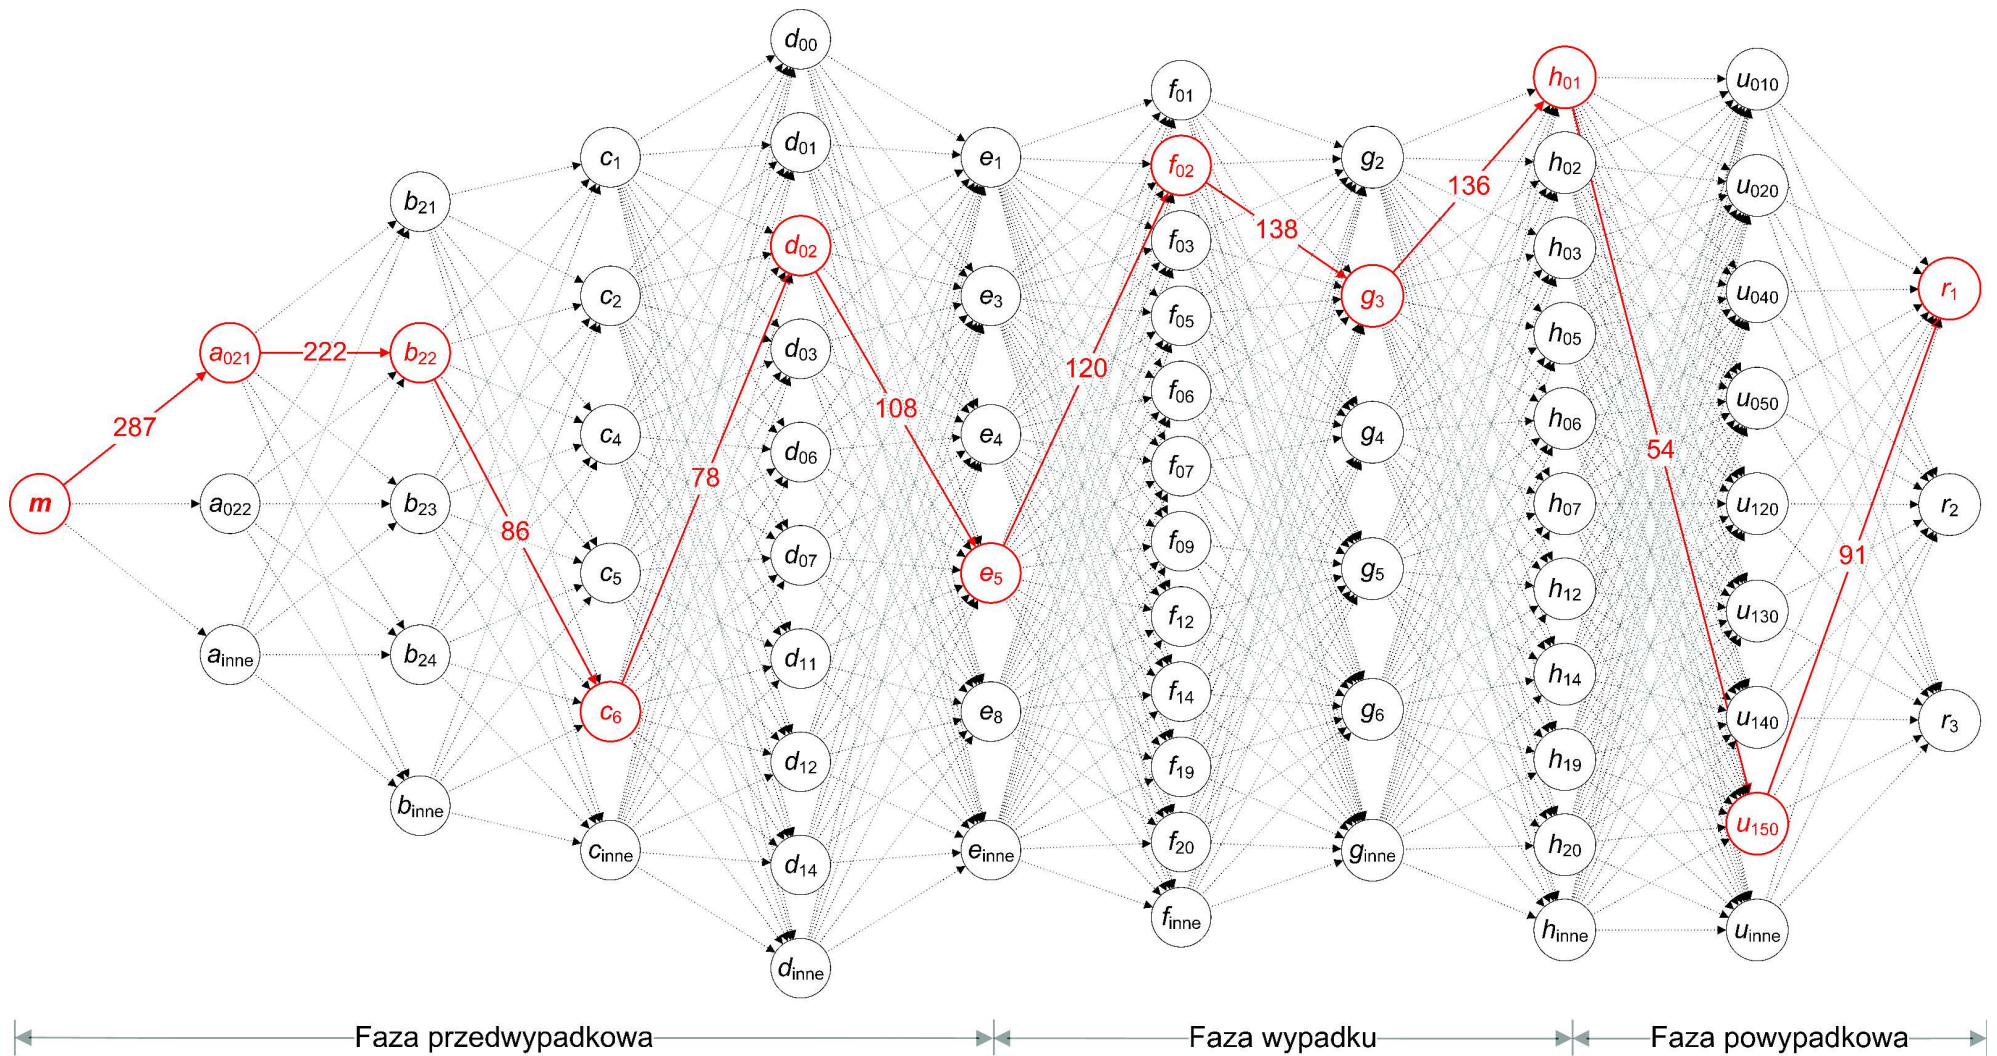 m
a021
a022
ainne
b21
b22
b23
b24
binne
c1
c2
c4
c5
c6
cinne
d00
d01
d02
d03
d06
d07
d11
d12
d14
dinne
e1
e3
e4
e5
e8
einne
f01
f02
f03
f05
f06
f07
f09
f12
f14
f19
f20
finne
g2
g3
g4
g5
g6
ginne
h01
h02
h03
h05
h06
h07
h12
h14
h19
h20
hinne
u010
u020
u040
u050
u120
u130
u140
u150
uinne
r1
r2
r3
287
222
86
78
108
120
138
136
54
91
Faza przedwypadkowa
Faza wypadku
Faza powypadkowa